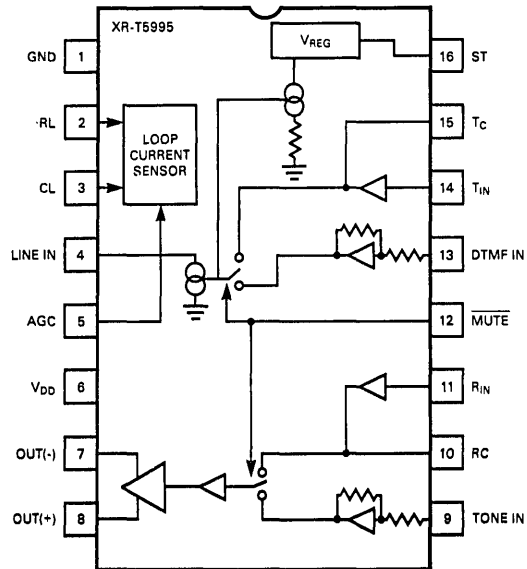 XR-T5995
GND 1
RL 2
CL 3
LINE IN 4
AGC 5
VDD 6
OUT(-) 7
OUT(+) 8
LOOP
CURRENT
SENSOR
VREG
16 ST
15 TC
14 TIN
13 DTMF IN
12 MUTE
11 RIN
10 RC
9 TONE IN